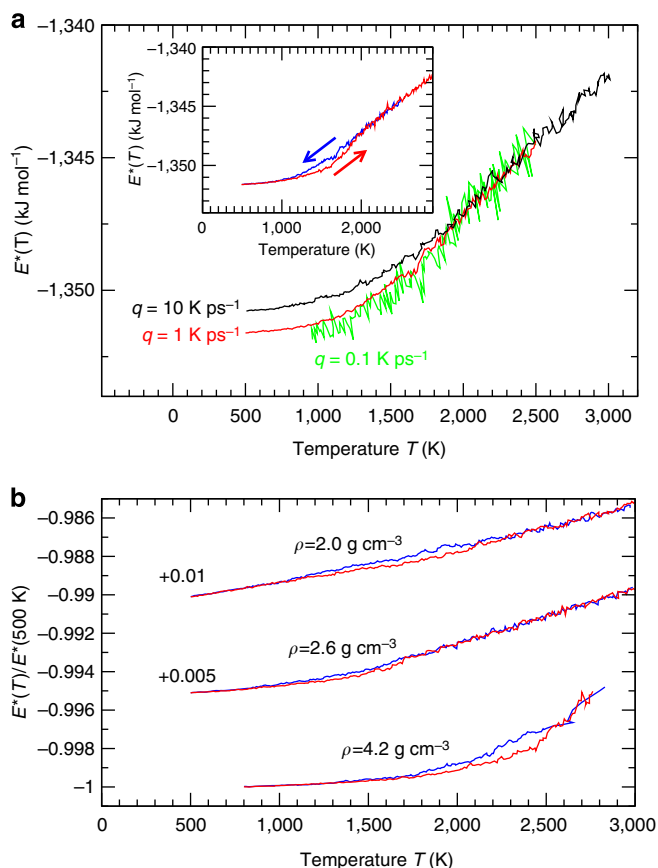 a
−1,340
−1,345
−1,350
E*(T) (kJ mol⁻¹)
−1,340
−1,345
−1,350
E*(T) (kJ mol⁻¹)
0
1,000
2,000
Temperature (K)
q = 10 K ps⁻¹
q = 1 K ps⁻¹
q = 0.1 K ps⁻¹
0 500 1,000 1,500 2,000 2,500 3,000
Temperature T (K)
b
−0.986
−0.988
−0.99
−0.992
−0.994
−0.996
−0.998
−1
E*(T)/E*(500 K)
ρ=2.0 g cm⁻³
+0.01
ρ=2.6 g cm⁻³
+0.005
ρ=4.2 g cm⁻³
0 500 1,000 1,500 2,000 2,500 3,000
Temperature T (K)